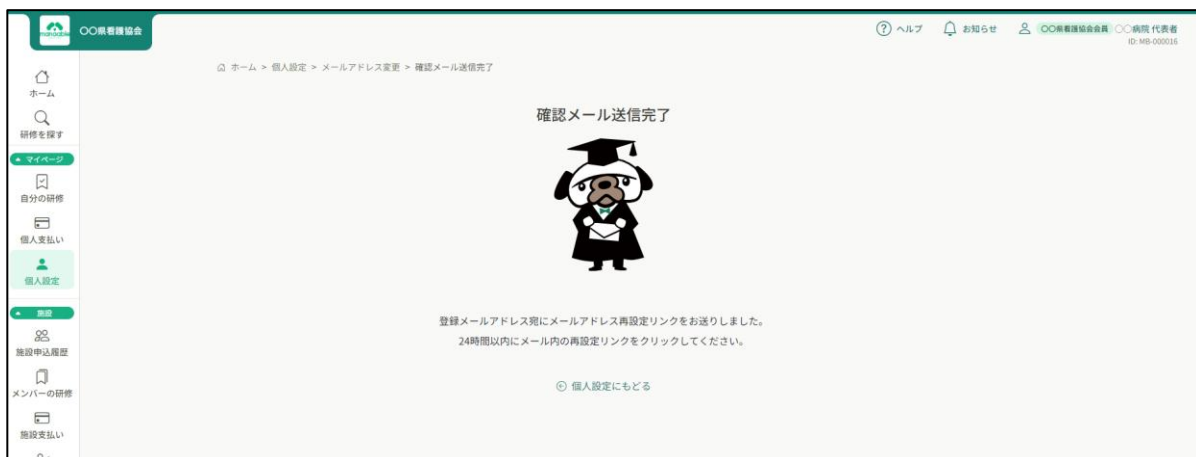 manaable
〇〇県看護協会
ヘルプ
お知らせ
〇〇県看護協会会員 〇〇病院 代表者
ID: MB-000016
ホーム > 個人設定 > メールアドレス変更 > 確認メール送信完了
ホーム
研修を探す
マイページ
自分の研修
個人支払い
個人設定
施設
施設申込履歴
メンバーの研修
施設支払い
確認メール送信完了
登録メールアドレス宛にメールアドレス再設定リンクをお送りしました。
24時間以内にメール内の再設定リンクをクリックしてください。
個人設定にもどる